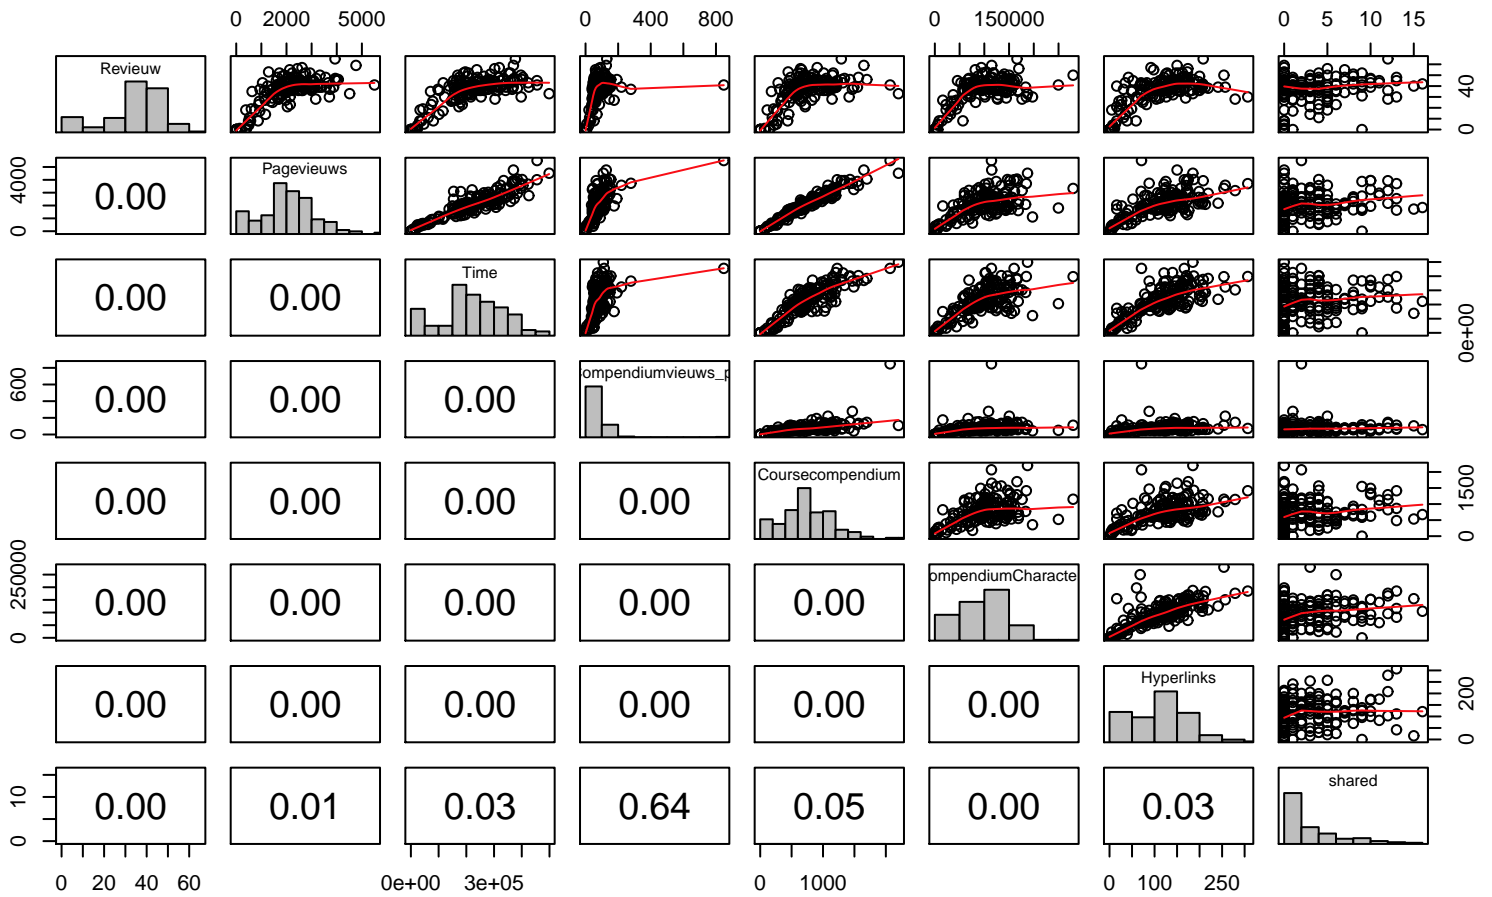 0 2000 5000 0 400 800 0 150000 0 5 10 15
Revieuw
0 40
0 4000
0.00
Pagevieuws
0.00 0.00
Time
0e+00
0 600
0.00 0.00 0.00
ompendiumvieuws_p
0.00 0.00 0.00 0.00
Coursecompendium
0 1500
0 250000
0.00 0.00 0.00 0.00 0.00
ompendiumCharacte
0.00 0.00 0.00 0.00 0.00 0.00
Hyperlinks
0 200
0 10
0.00 0.01 0.03 0.64 0.05 0.00 0.03
shared
0 20 40 60 0e+00 3e+05 0 1000 0 100 250